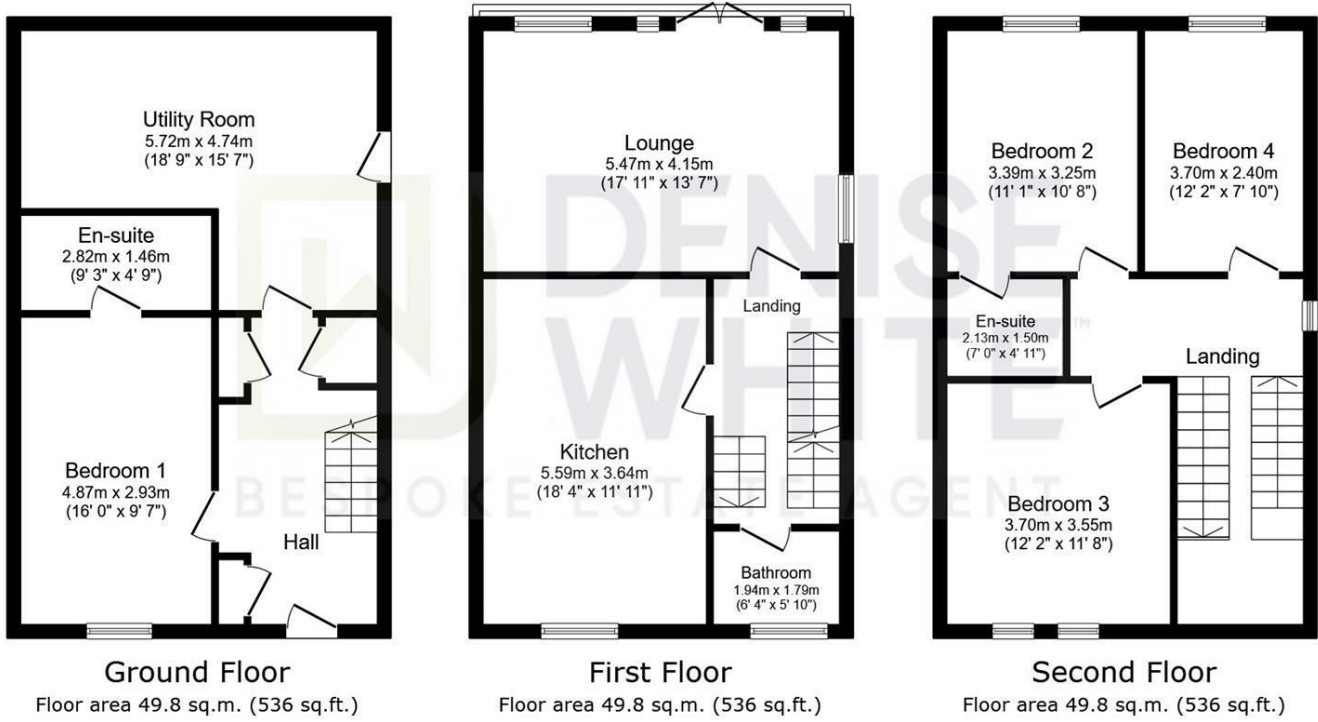 Utility Room
5.72m x 4.74m
(18' 9" x 15' 7")
En-suite
2.82m x 1.46m
(9' 3" x 4' 9")
Bedroom 1
4.87m x 2.93m
(16' 0" x 9' 7")
Hall
Ground Floor
Floor area 49.8 sq.m. (536 sq.ft.)
Lounge
5.47m x 4.15m
(17' 11" x 13' 7")
Landing
Kitchen
5.59m x 3.64m
(18' 4" x 11' 11")
Bathroom
1.94m x 1.79m
(6' 4" x 5' 10")
First Floor
Floor area 49.8 sq.m. (536 sq.ft.)
Bedroom 2
3.39m x 3.25m
(11' 1" x 10' 8")
Bedroom 4
3.70m x 2.40m
(12' 2" x 7' 10")
En-suite
2.13m x 1.50m
(7' 0" x 4' 11")
Landing
Bedroom 3
3.70m x 3.55m
(12' 2" x 11' 8")
Second Floor
Floor area 49.8 sq.m. (536 sq.ft.)
DENISE
WHITE™
BESPOKE ESTATE AGENT